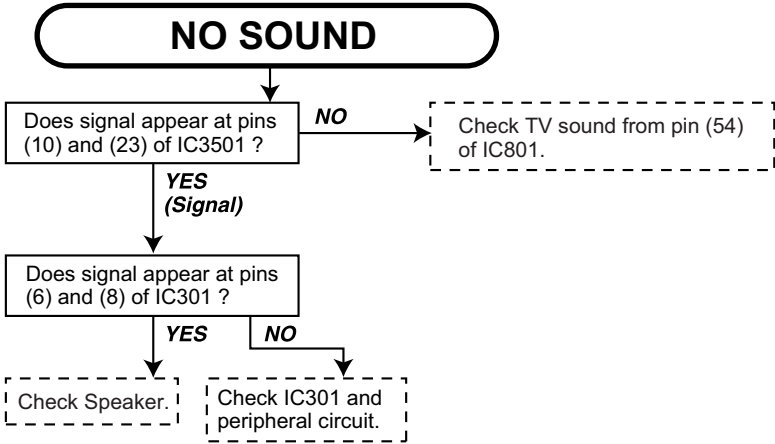 NO SOUND
Does signal appear at pins
(10) and (23) of IC3501 ?
NO
Check TV sound from pin (54)
of IC801.
YES
(Signal)
Does signal appear at pins
(6) and (8) of IC301 ?
YES
NO
Check Speaker.
Check IC301 and
peripheral circuit.